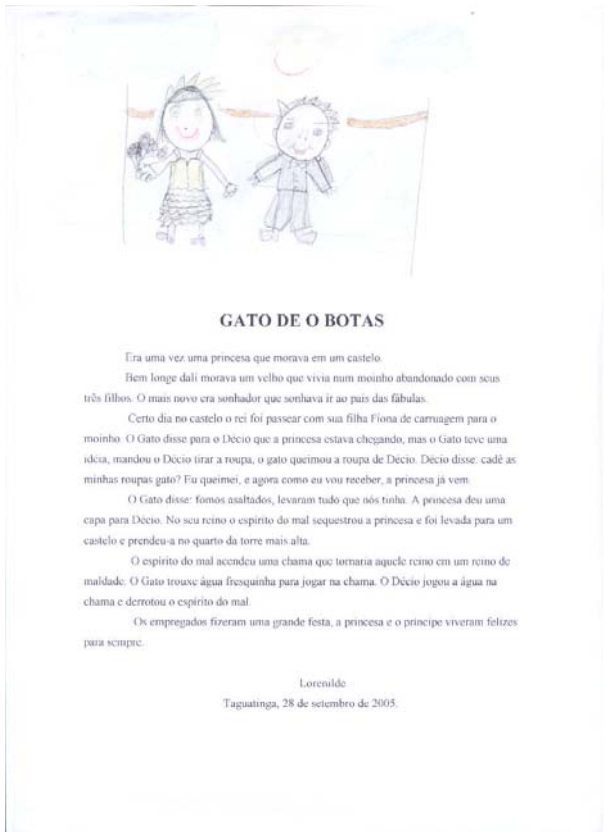 GATO DE O BOTAS
Era uma vez uma princesa que morava em um castelo.
Bem longe dali morava um velho que vivia num moinho abandonado com seus
três filhos. O mais novo era sonhador que sonhava ir ao país das fábulas.
Certo dia no castelo o rei foi passear com sua filha Fiona de carruagem para o
moinho. O Gato disse para o Décio que a princesa estava chegando, mas o Gato teve uma
idéia, mandou o Décio tirar a roupa, o gato queimou a roupa de Décio. Décio disse: cadê as
minhas roupas gato? Eu queimei, e agora como eu vou receber, a princesa já vem.
O Gato disse: fomos asaltados, levaram tudo que nós tinha. A princesa deu uma
capa para Décio. No seu reino o espirito do mal sequestrou a princesa e foi levada para um
castelo e prendeu-a no quarto da torre mais alta.
O espirito do mal acendeu uma chama que tornaria aquele reino em um reino de
maldade. O Gato trouxe água fresquinha para jogar na chama. O Décio jogou a água na
chama e derrotou o espirito do mal.
Os empregados fizeram uma grande festa, a princesa e o principe viveram felizes
para sempre.
Lorenildo
Taguatinga, 28 de setembro de 2005.